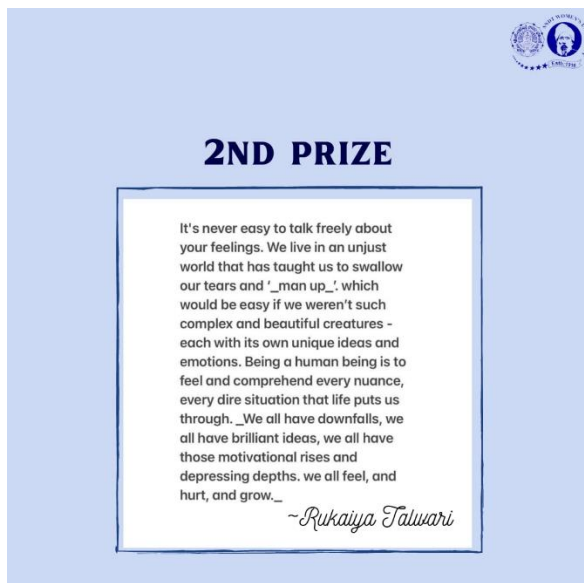 2ND PRIZE
It's never easy to talk freely about
your feelings. We live in an unjust
world that has taught us to swallow
our tears and ‘_man up_’. which
would be easy if we weren’t such
complex and beautiful creatures -
each with its own unique ideas and
emotions. Being a human being is to
feel and comprehend every nuance,
every dire situation that life puts us
through. _We all have downfalls, we
all have brilliant ideas, we all have
those motivational rises and
depressing depths. we all feel, and
hurt, and grow._
~Rukaiya Talwari